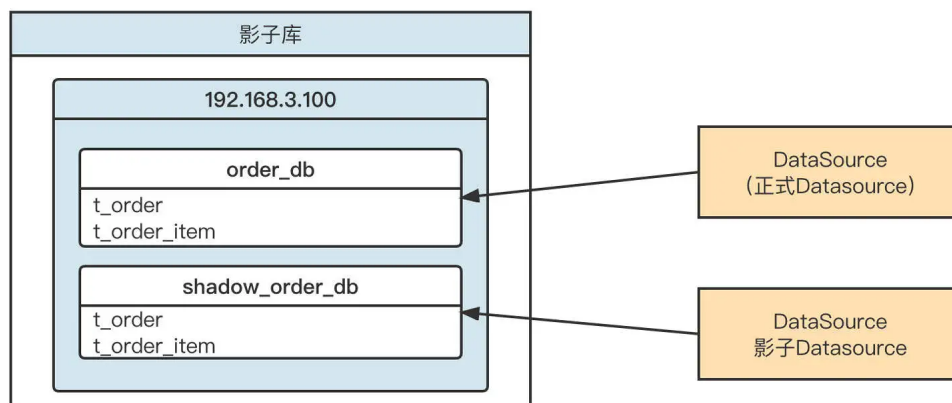 影子库
192.168.3.100
order_db
t_order
t_order_item
shadow_order_db
t_order
t_order_item
DataSource
（正式Datasource）
DataSource
影子Datasource